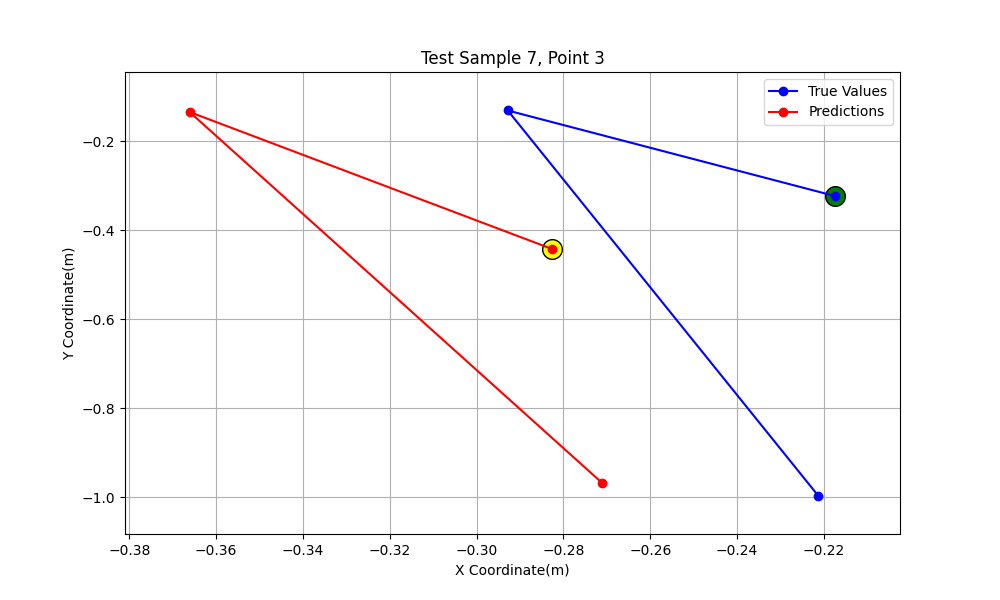 Test Sample 7, Point 3
True Values
Predictions
Y Coordinate(m)
−0.2
−0.4
−0.6
−0.8
−1.0
−0.38 −0.36 −0.34 −0.32 −0.30 −0.28 −0.26 −0.24 −0.22
X Coordinate(m)